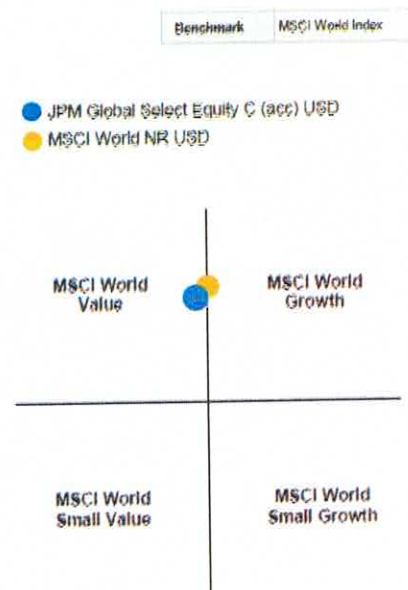 Benchmark MSCI World Index
JPM Global Select Equity C (acc) USD
MSCI World NR USD
MSCI World
Value
MSCI World
Growth
MSCI World
Small Value
MSCI World
Small Growth